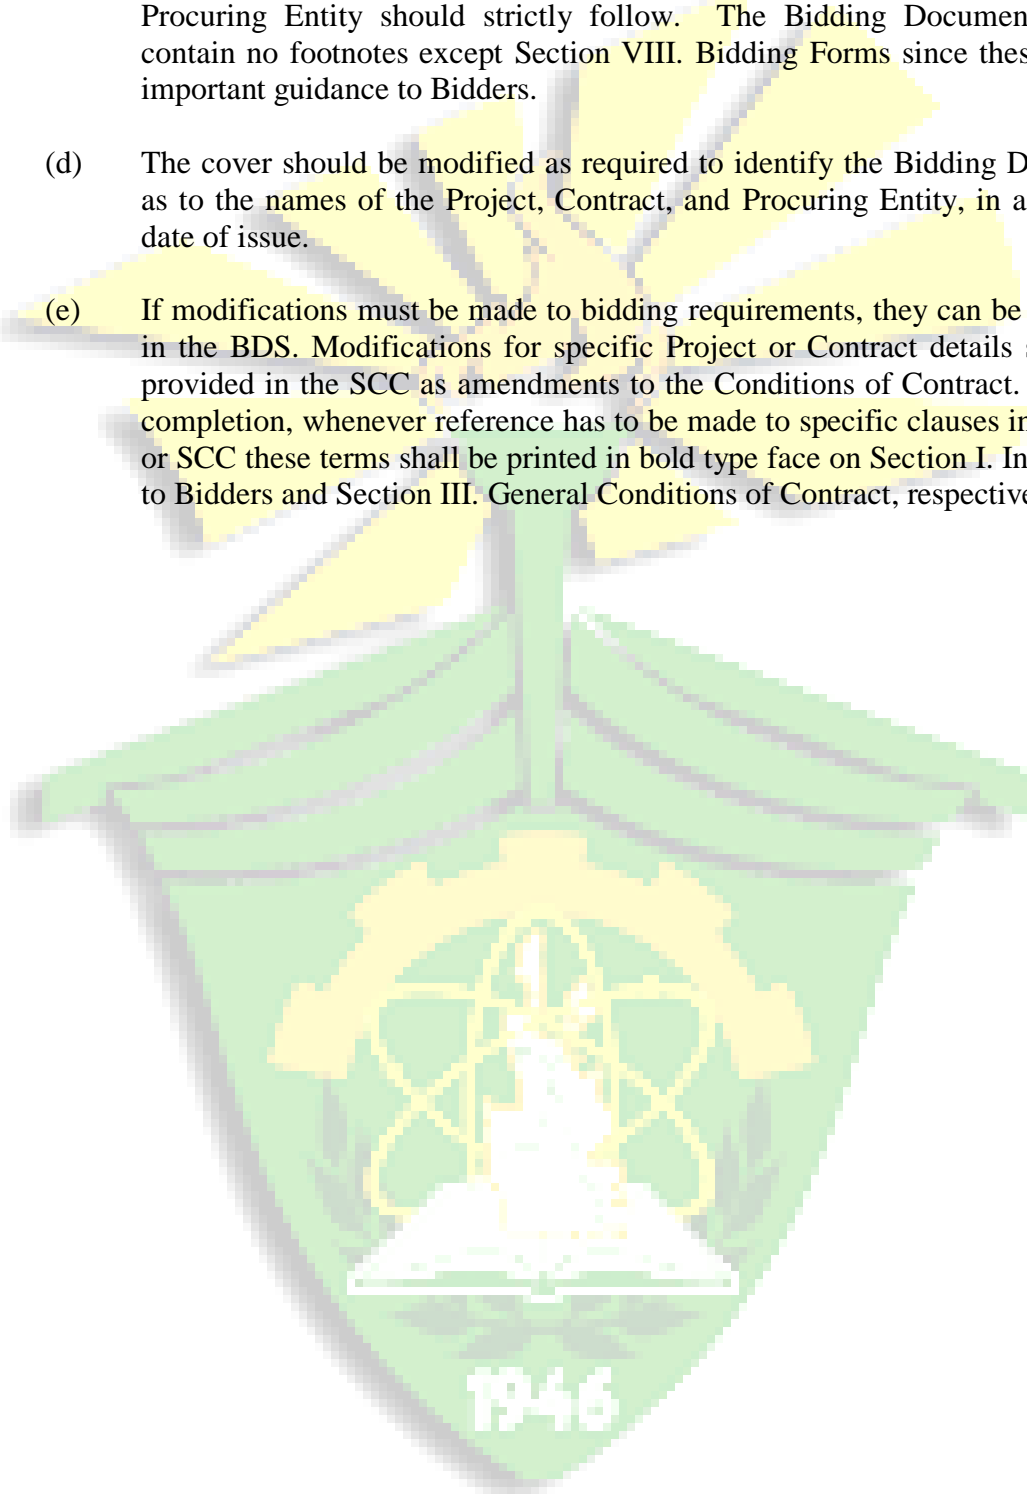 Procuring Entity should strictly follow. The Bidding Documen
contain no footnotes except Section VIII. Bidding Forms since thes
important guidance to Bidders.
(d) The cover should be modified as required to identify the Bidding D
as to the names of the Project, Contract, and Procuring Entity, in a
date of issue.
(e) If modifications must be made to bidding requirements, they can be
in the BDS. Modifications for specific Project or Contract details s
provided in the SCC as amendments to the Conditions of Contract.
completion, whenever reference has to be made to specific clauses in
or SCC these terms shall be printed in bold type face on Section I. In
to Bidders and Section III. General Conditions of Contract, respective
1946